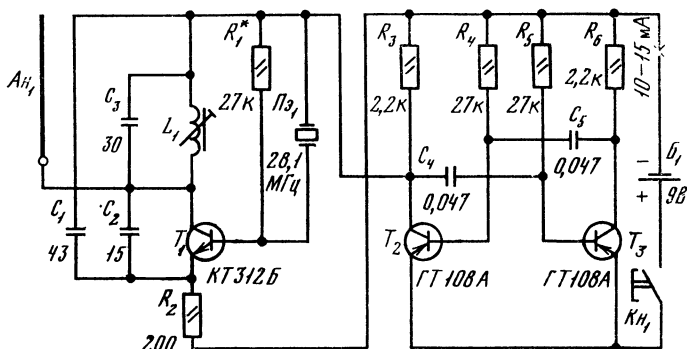 Ан₁
C₃
30
L₁
C₁
43
C₂
15
R₁*
27к
Пэ₁
28,1
МГц
T₁
КТ312Б
R₂
200
R₃
2,2к
R₄
27к
R₅
27к
R₆
2,2к
10-15мА
C₄
0,047
C₅
0,047
T₂
ГТ108А
T₃
ГТ108А
Б₁
-
+
9В
Кн₁